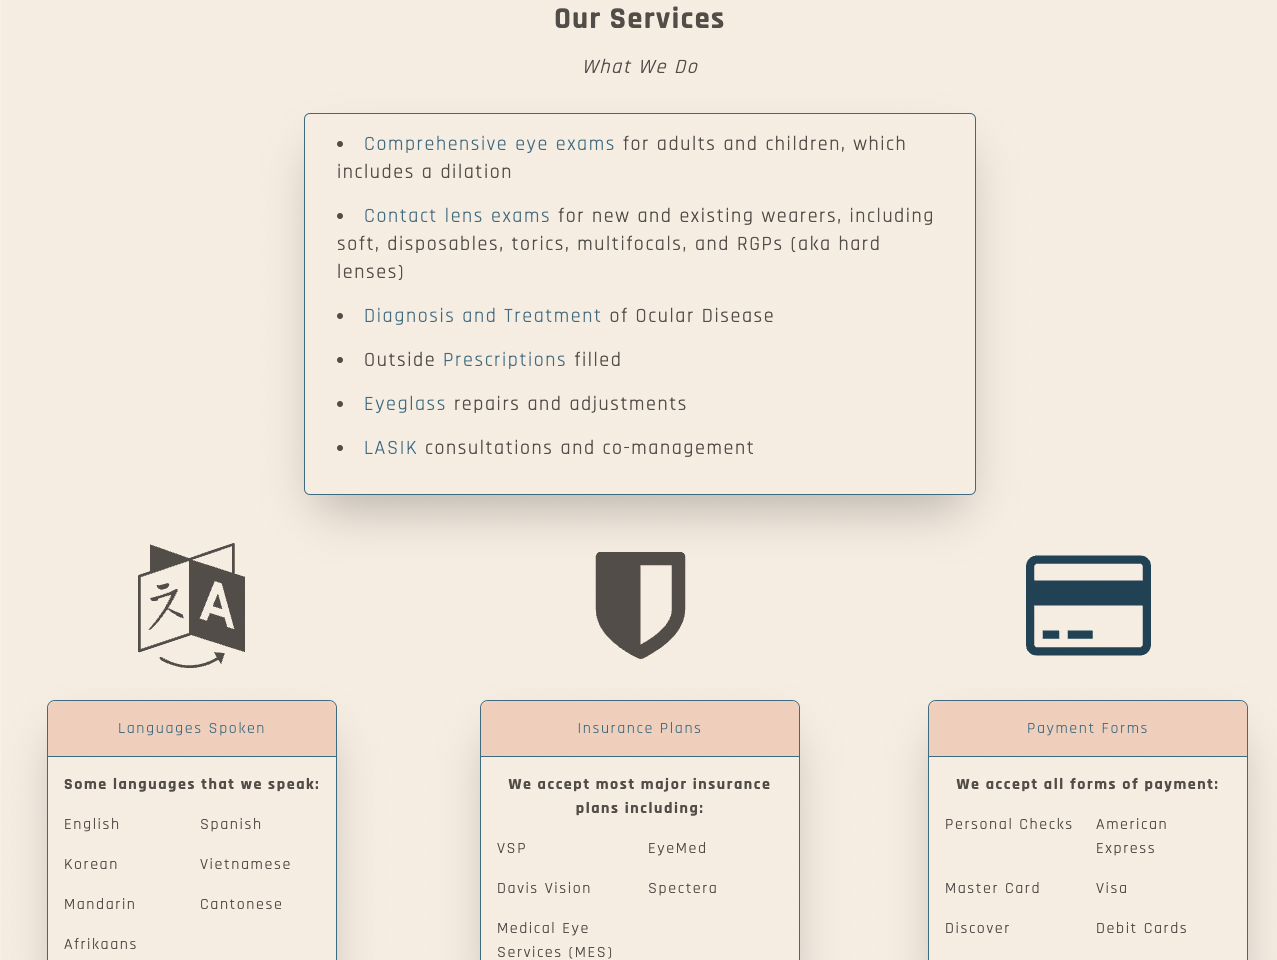 Our Services
What We Do
• Comprehensive eye exams for adults and children, which
includes a dilation
• Contact lens exams for new and existing wearers, including
soft, disposables, torics, multifocals, and RGPs (aka hard
lenses)
• Diagnosis and Treatment of Ocular Disease
• Outside Prescriptions filled
• Eyeglass repairs and adjustments
• LASIK consultations and co-management
A
Languages Spoken
Some languages that we speak:
English Spanish
Korean Vietnamese
Mandarin Cantonese
Afrikaans
Insurance Plans
We accept most major insurance
plans including:
VSP EyeMed
Davis Vision Spectera
Medical Eye
Services (MES)
Payment Forms
We accept all forms of payment:
Personal Checks American
Express
Master Card Visa
Discover Debit Cards